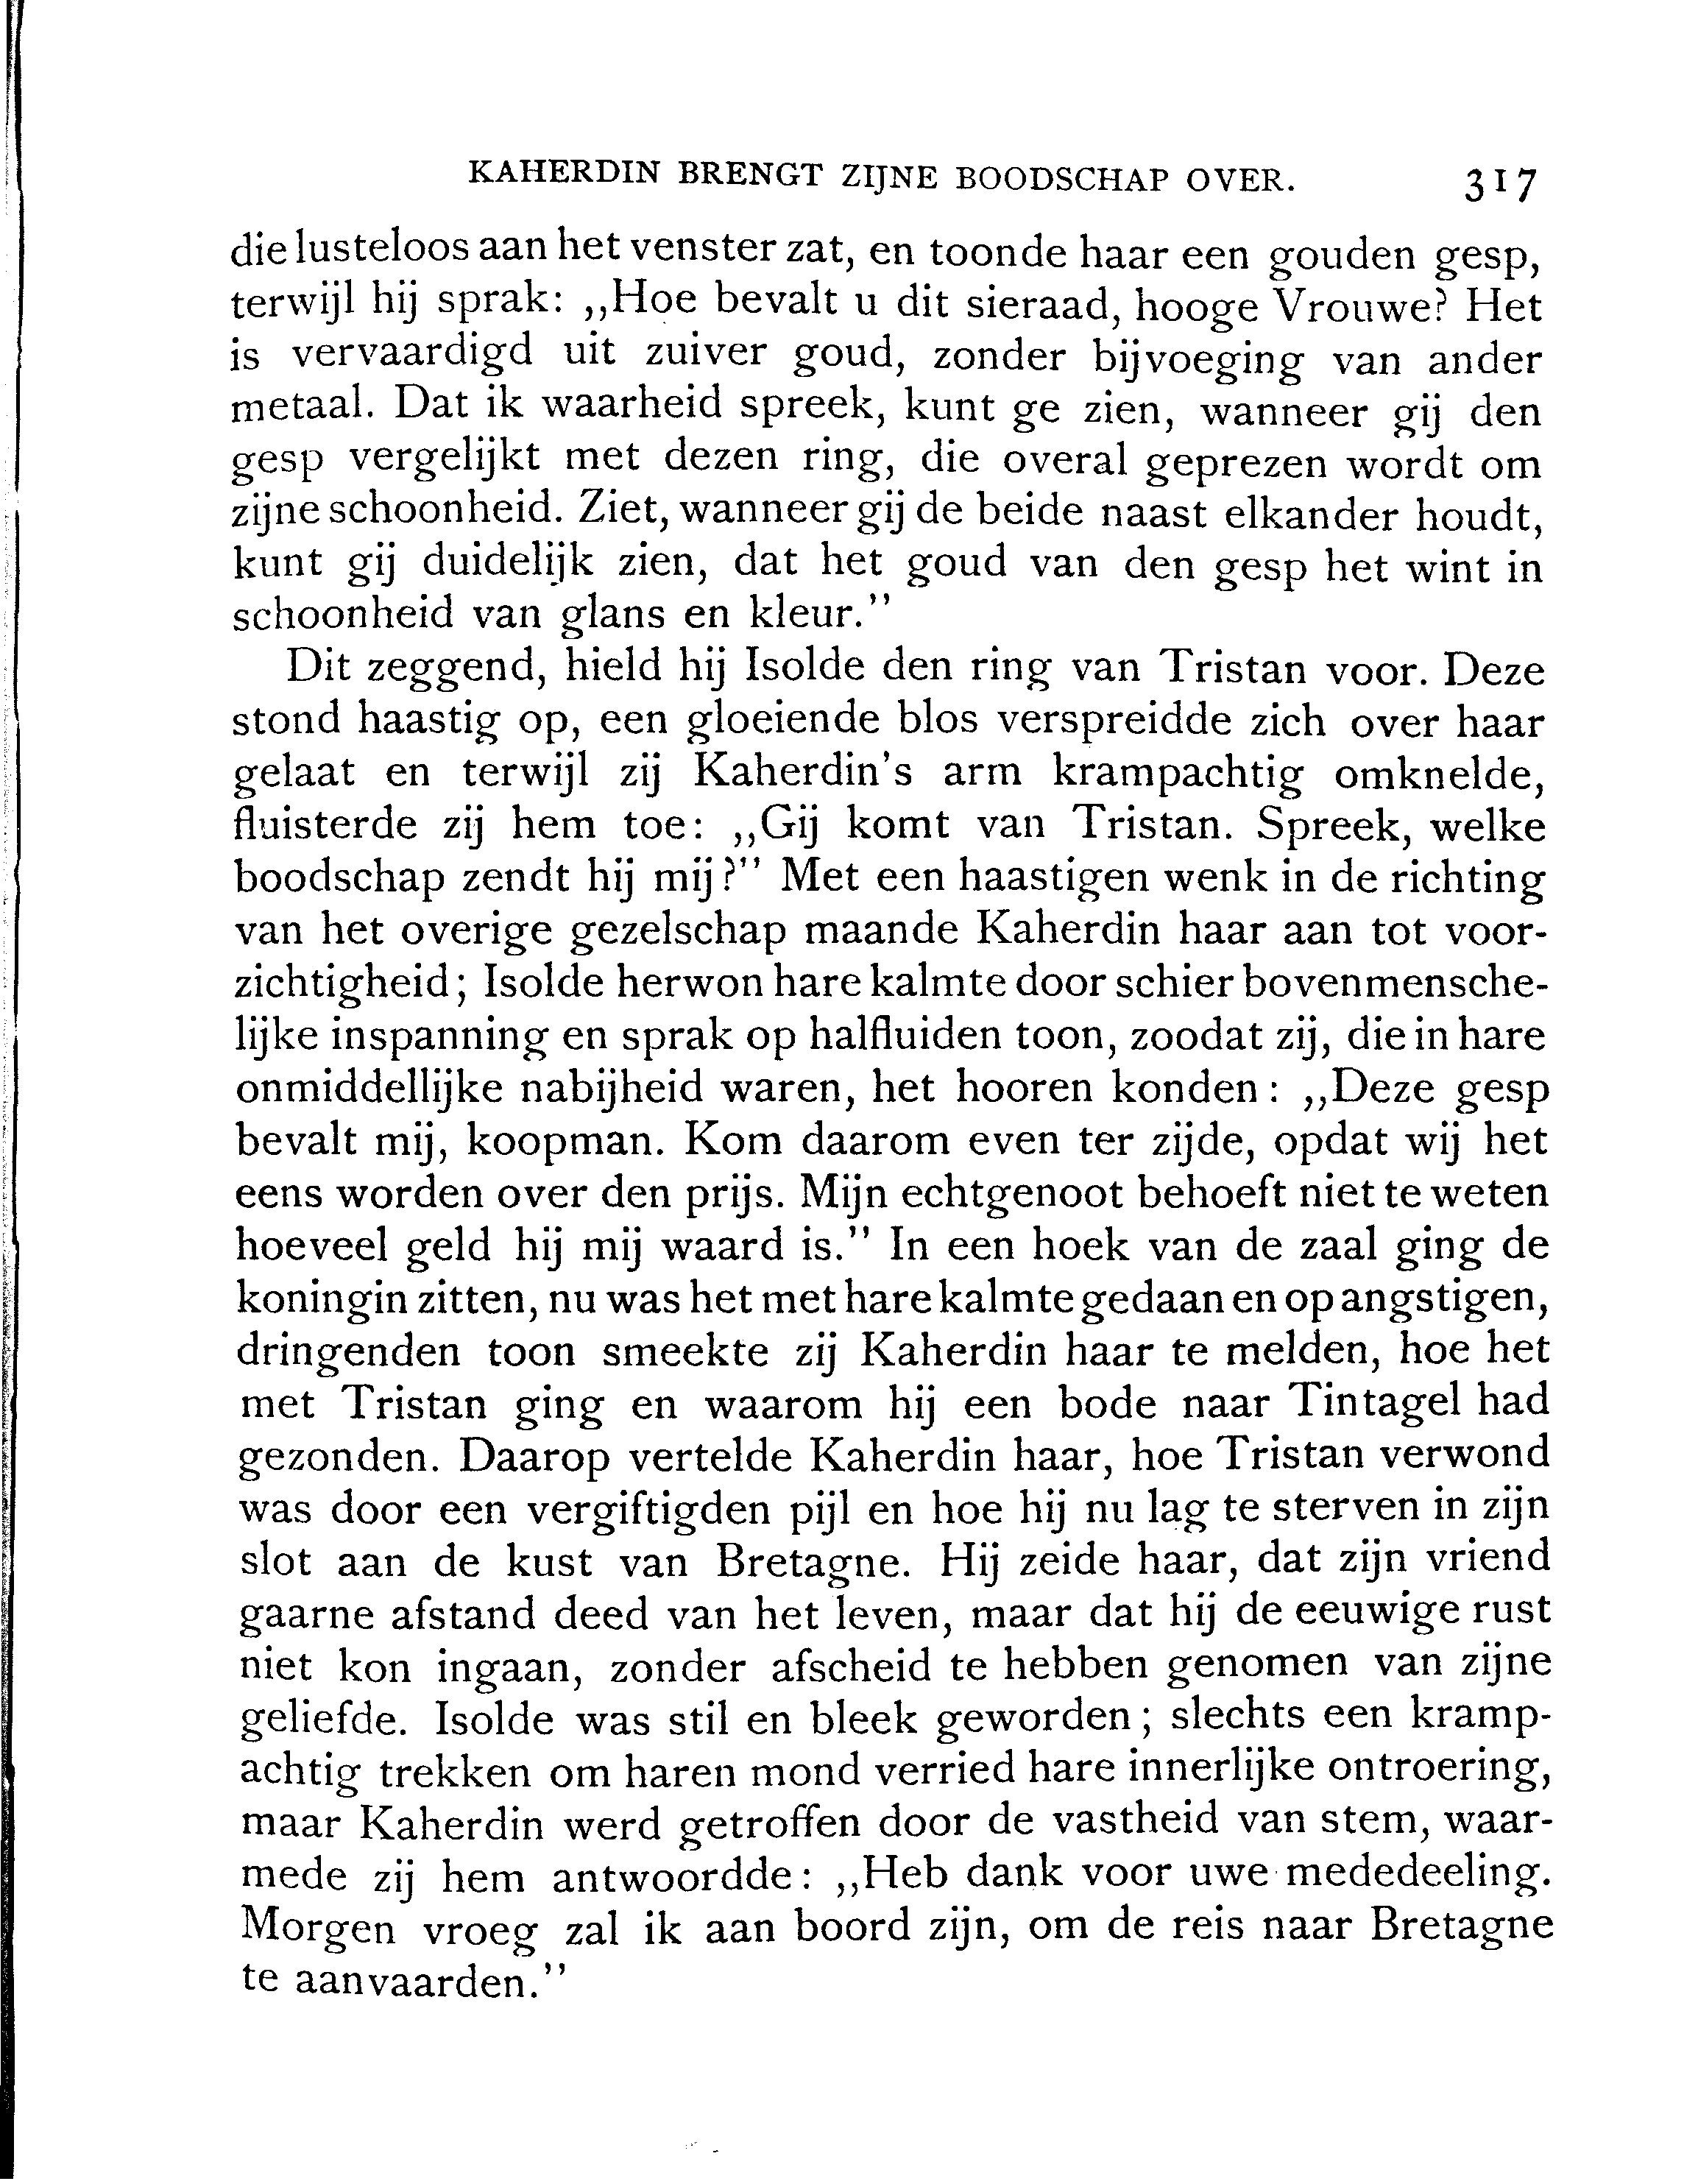 KAHERDIN BRENGT ZIJNE BOODSCHAP OVER. 317
die lusteloos aan het venster zat, en toonde haar een gouden gesp,
terwijl hij sprak: „Hoe bevalt u dit sieraad, hooge Vrouwe? Het
is vervaardigd uit zuiver goud, zonder bijvoeging van ander
metaal. Dat ik waarheid spreek, kunt ge zien, wanneer gij den
gesp vergelijkt met dezen ring, die overal geprezen wordt om
zijne schoonheid. Ziet, wanneer gij de beide naast elkander houdt,
kunt gij duidelijk zien, dat het goud van den gesp het wint in
schoonheid van glans en kleur.”
Dit zeggend, hield hij Isolde den ring van Tristan voor. Deze
stond haastig op, een gloeiende blos verspreidde zich over haar
gelaat en terwijl zij Kaherdin's arm krampachtig omknelde,
fluisterde zij hem toe: „Gij komt van Tristan. Spreek, welke
boodschap zendt hij mij?” Met een haastigen wenk in de richting
van het overige gezelschap maande Kaherdin haar aan tot voor-
zichtigheid; Isolde herwon hare kalmte door schier bovenmensche-
lijke inspanning en sprak op halfluiden toon, zoodat zij, die in hare
onmiddellijke nabijheid waren, het hooren konden: „Deze gesp
bevalt mij, koopman. Kom daarom even ter zijde, opdat wij het
eens worden over den prijs. Mijn echtgenoot behoeft niet te weten
hoeveel geld hij mij waard is.” In een hoek van de zaal ging de
koningin zitten, nu was het met hare kalmte gedaan en op angstigen,
dringenden toon smeekte zij Kaherdin haar te melden, hoe het
met Tristan ging en waarom hij een bode naar Tintagel had
gezonden. Daarop vertelde Kaherdin haar, hoe Tristan verwond
was door een vergiftigden pijl en hoe hij nu lag te sterven in zijn
slot aan de kust van Bretagne. Hij zeide haar, dat zijn vriend
gaarne afstand deed van het leven, maar dat hij de eeuwige rust
niet kon ingaan, zonder afscheid te hebben genomen van zijne
geliefde. Isolde was stil en bleek geworden; slechts een kramp-
achtig trekken om haren mond verried hare innerlijke ontroering,
maar Kaherdin werd getroffen door de vastheid van stem, waar-
mede zij hem antwoordde: „Heb dank voor uwe mededeeling.
Morgen vroeg zal ik aan boord zijn, om de reis naar Bretagne
te aanvaarden.”